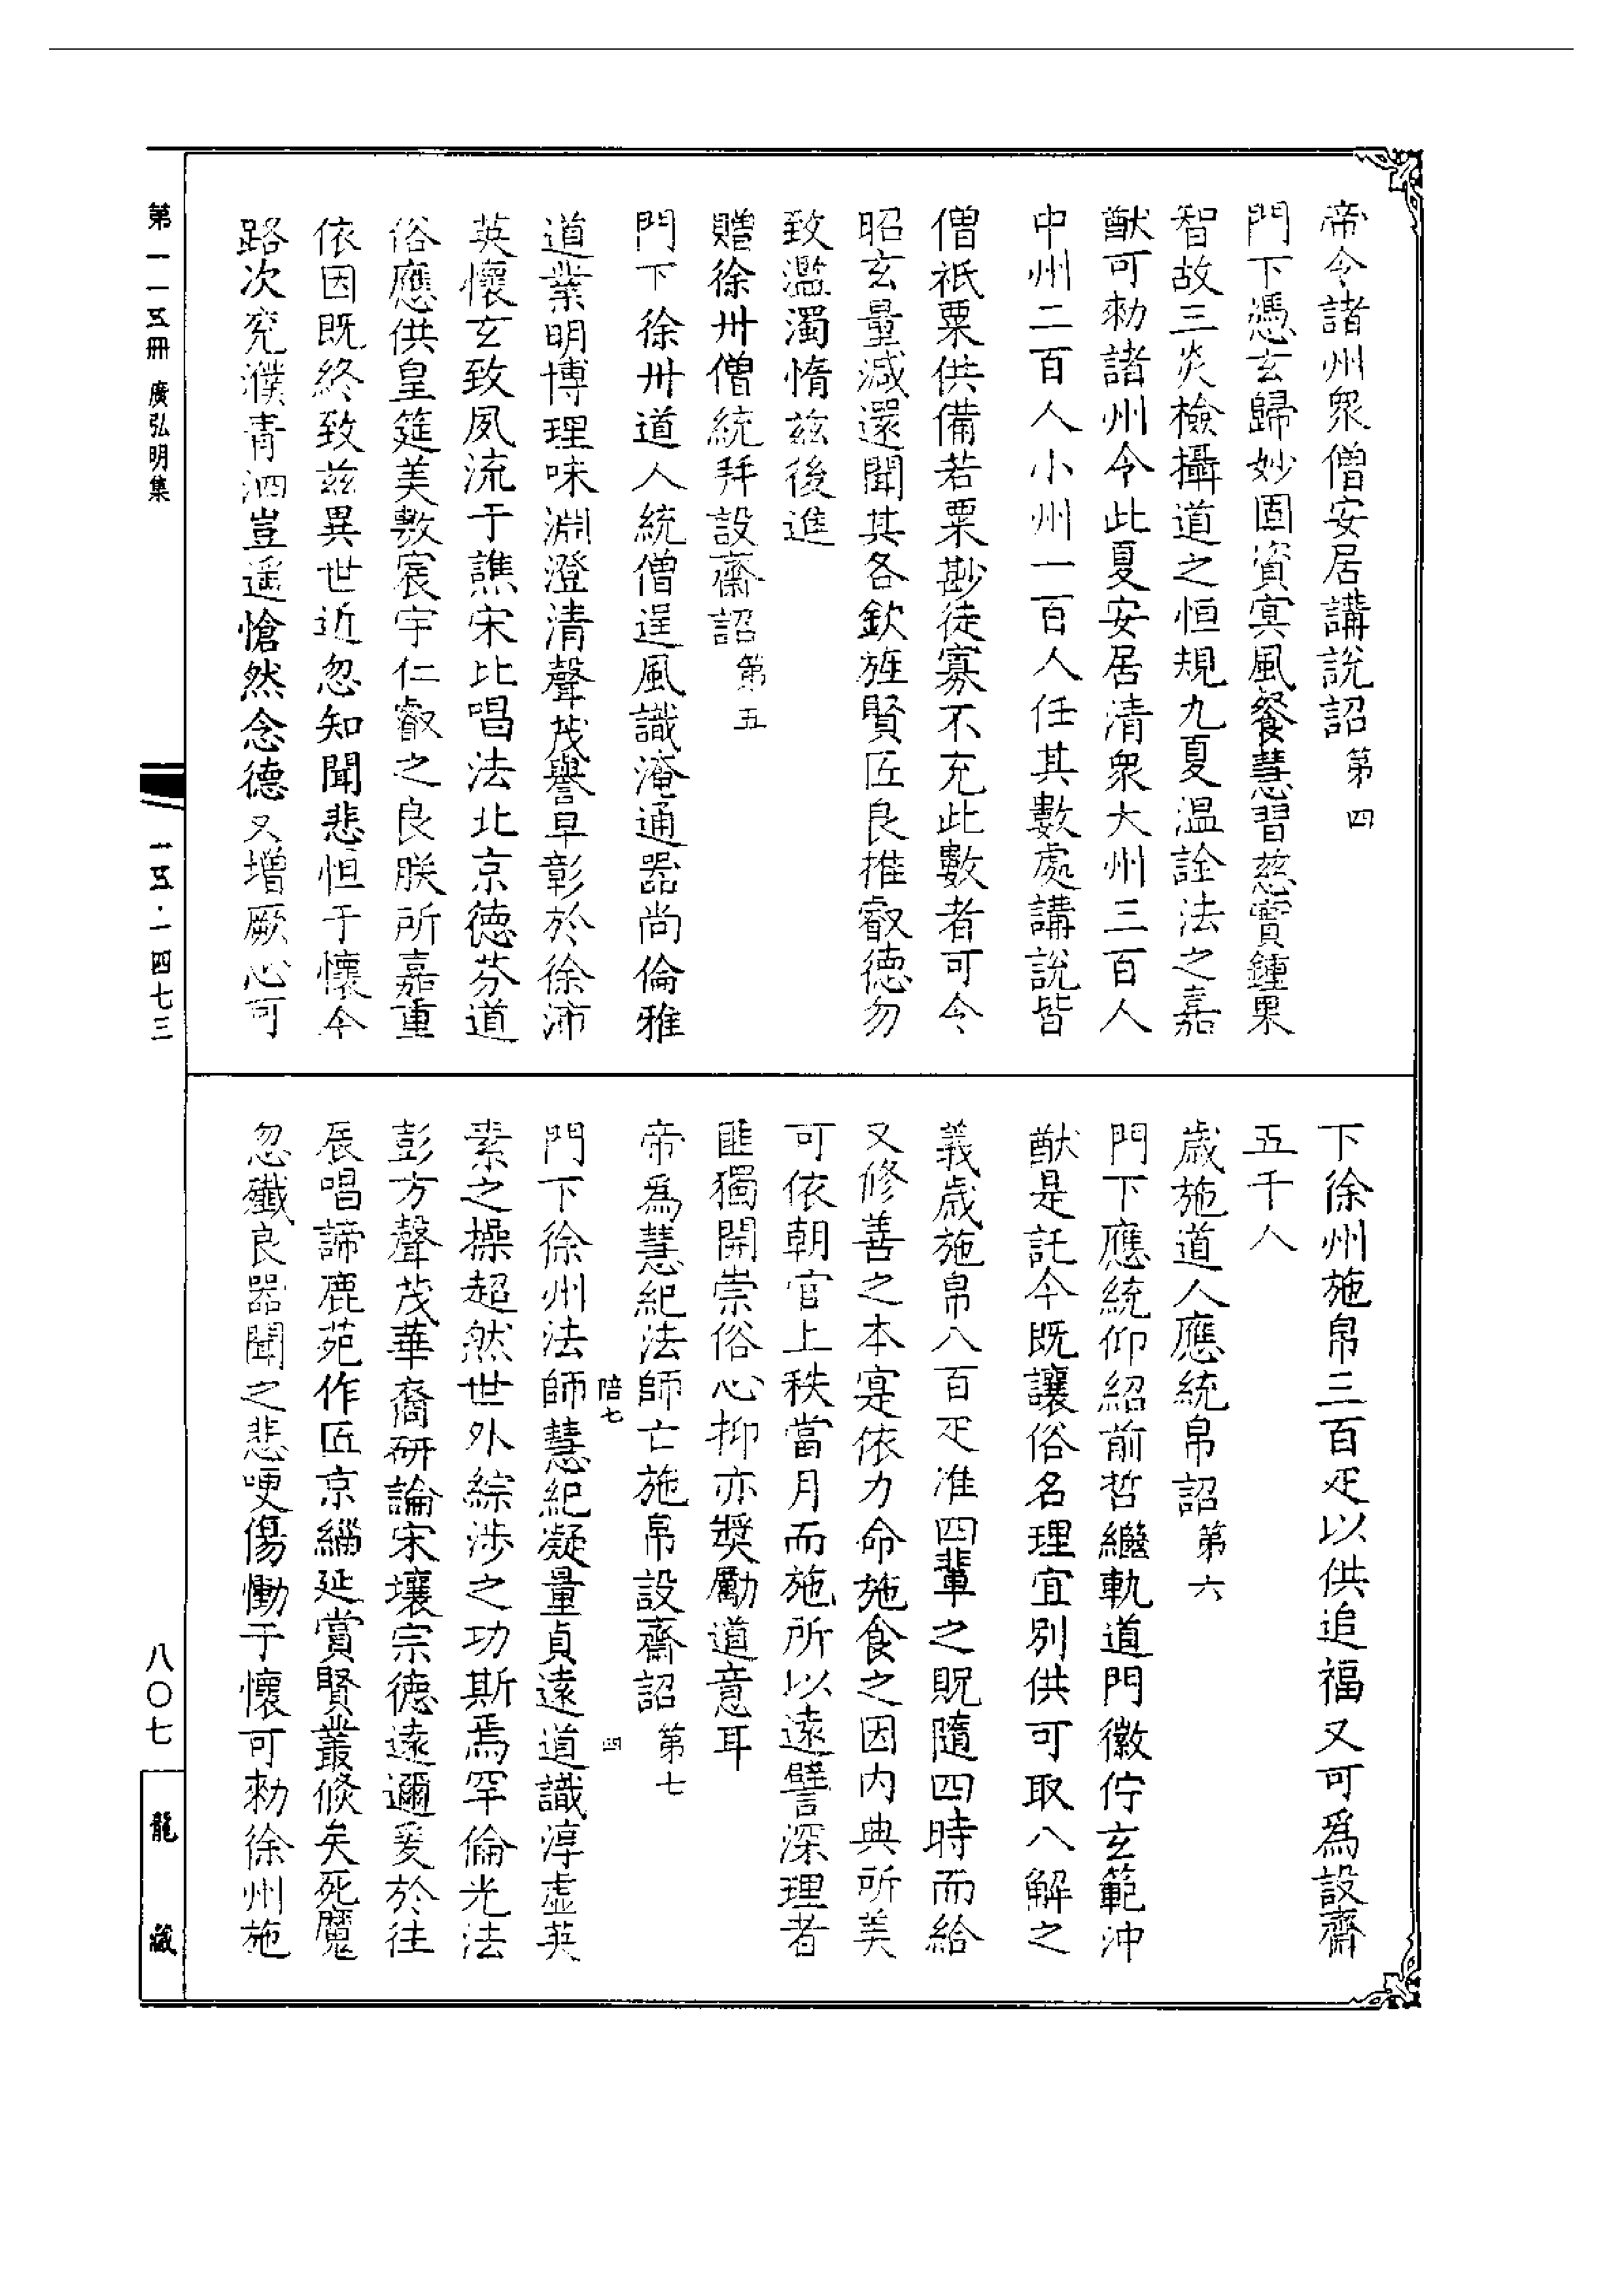 帝令諸州衆僧安居講說詔第四
門下憑玄歸妙固資冥風餐慧習慈實鍾果
智故三炎檢攝道之恒規九夏温詮法之嘉
猷可勑諸州令此夏安居清衆大州三百人
中州二百人小州一百人任其數處講說皆
僧祇粟供備若粟尠徒寡不充此數者可令
昭玄量減還聞其各欽旌賢匠良推叡德勿
致濫濁惰兹後進
贈徐州僧統并設齋詔第五
門下徐州道人統僧逞風識淹通器尚倫雅
道業明博理味淵澄清聲茂譽早彰於徐沛
英懷玄致夙流于譙宋比唱法北京德芬道
俗應供皇筵美敷宸宇仁叡之良朕所嘉重
依因既終致兹異世近忽知聞悲怛于懷今
路次兖濮青泗豈遥愴然念德又增厥心可
下徐州施帛三百疋以供追福又可爲設齋
五千人
歲施道人應統帛詔第六
門下應統仰紹前哲繼軌道門徽佇玄範沖
猷是託今既讓俗名理宜别供可取八解之
義歲施帛八百疋准四輩之貺隨四時而給
又修善之本寔依力命施食之因内典所美
可依朝官上秩當月而施所以遠譬深理者
匪獨開崇俗心抑亦奬勵道意耳
帝爲慧紀法師亡施帛設齋詔第七
陪七
四
門下徐州法師慧紀凝量貞遠道識淳虚英
素之操超然世外綜涉之功斯焉罕倫光法
彭方聲茂華裔研論宋壤宗德遠邇爰於往
辰唱諦鹿苑作匠京緇延賞賢叢倐矣死魔
忽殲良器聞之悲哽傷慟于懷可勑徐州施
第一一五冊 廣弘明集
一五·一四七三
八〇七
龍藏